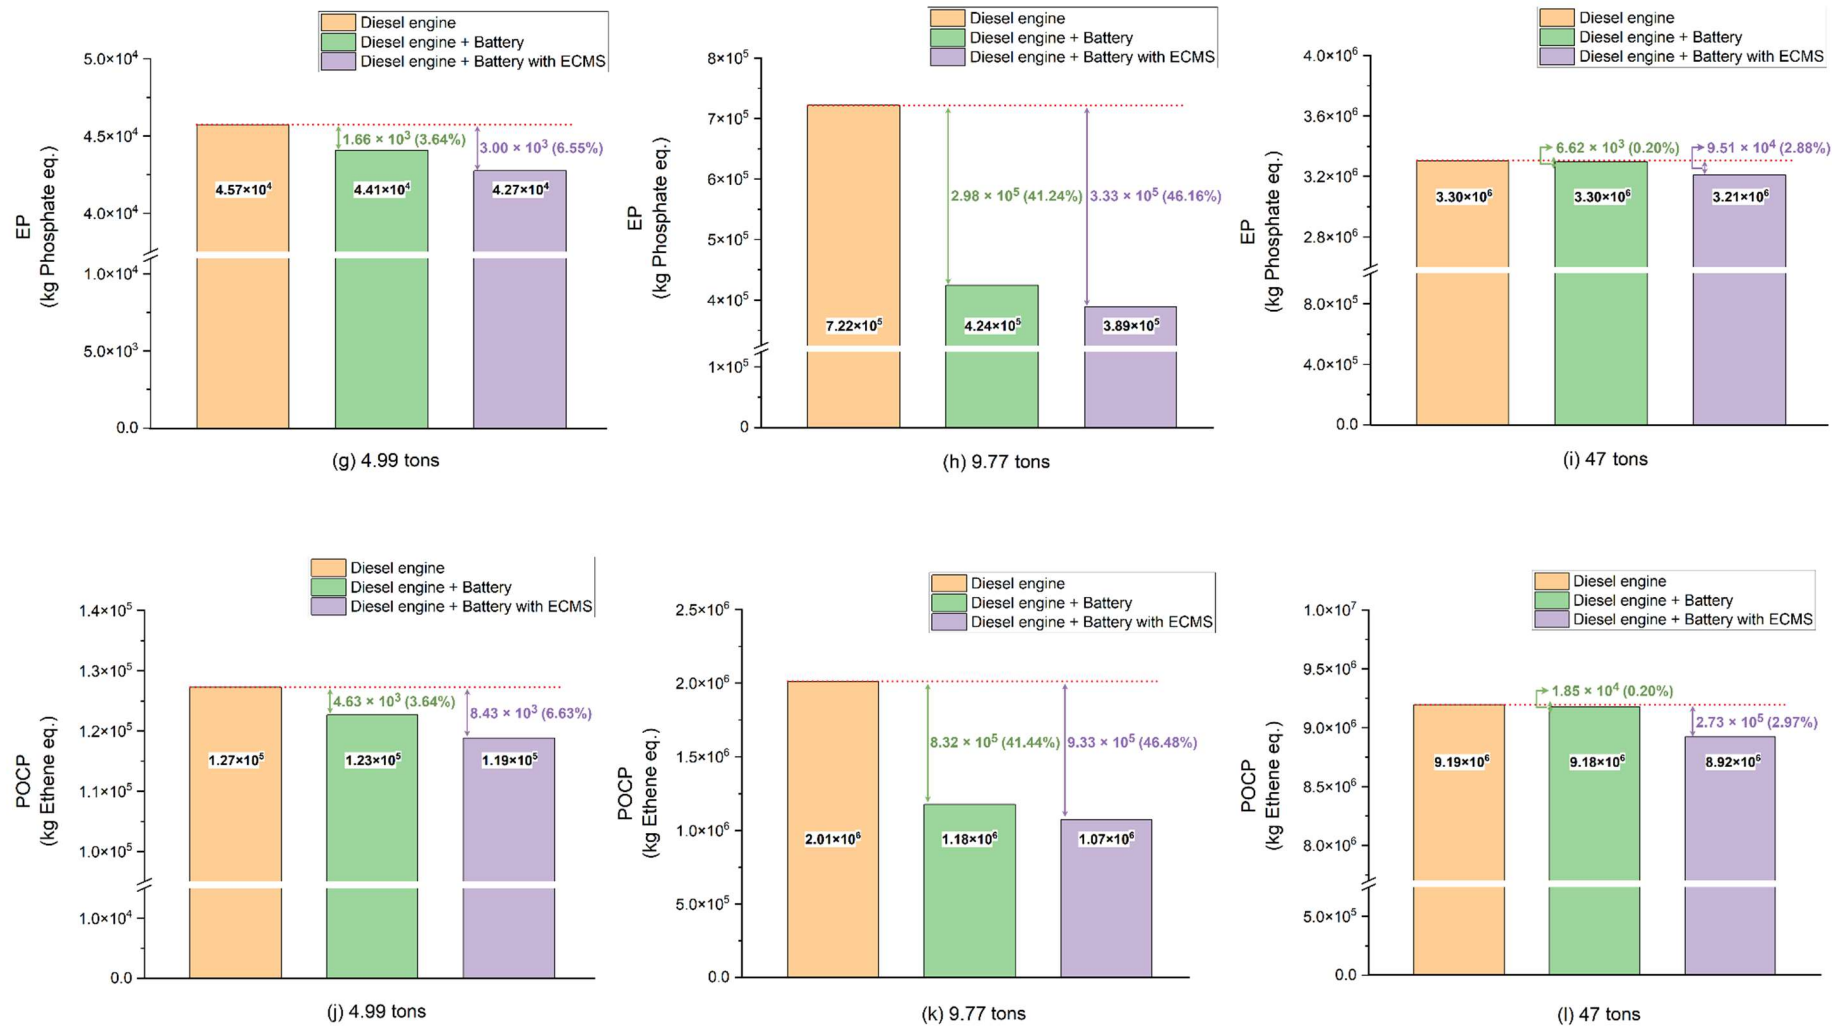 Diesel engine
Diesel engine + Battery
Diesel engine + Battery with ECMS
5.0×10⁴
4.5×10⁴
4.0×10⁴
1.0×10⁴
5.0×10³
0.0
EP
(kg Phosphate eq.)
1.66 × 10³ (3.64%)
3.00 × 10³ (6.55%)
4.57×10⁴
4.41×10⁴
4.27×10⁴
(g) 4.99 tons
Diesel engine
Diesel engine + Battery
Diesel engine + Battery with ECMS
8×10⁵
7×10⁵
6×10⁵
5×10⁵
4×10⁵
1×10⁵
0
EP
(kg Phosphate eq.)
2.98 × 10⁵ (41.24%)
3.33 × 10⁵ (46.16%)
7.22×10⁵
4.24×10⁵
3.89×10⁵
(h) 9.77 tons
Diesel engine
Diesel engine + Battery
Diesel engine + Battery with ECMS
4.0×10⁶
3.6×10⁶
3.2×10⁶
2.8×10⁶
8.0×10⁵
4.0×10⁵
0.0
EP
(kg Phosphate eq.)
6.62 × 10³ (0.20%)
9.51 × 10⁴ (2.88%)
3.30×10⁶
3.30×10⁶
3.21×10⁶
(i) 47 tons
Diesel engine
Diesel engine + Battery
Diesel engine + Battery with ECMS
1.4×10⁵
1.3×10⁵
1.2×10⁵
1.1×10⁵
1.0×10⁵
1.0×10⁴
0.0
POCP
(kg Ethene eq.)
4.63 × 10³ (3.64%)
8.43 × 10³ (6.63%)
1.27×10⁵
1.23×10⁵
1.19×10⁵
(j) 4.99 tons
Diesel engine
Diesel engine + Battery
Diesel engine + Battery with ECMS
2.5×10⁶
2.0×10⁶
1.5×10⁶
1.0×10⁶
5.0×10⁵
0.0
POCP
(kg Ethene eq.)
8.32 × 10⁵ (41.44%)
9.33 × 10⁵ (46.48%)
2.01×10⁶
1.18×10⁶
1.07×10⁶
(k) 9.77 tons
Diesel engine
Diesel engine + Battery
Diesel engine + Battery with ECMS
1.0×10⁷
9.5×10⁶
9.0×10⁶
8.5×10⁶
8.0×10⁶
5.0×10⁵
0.0
POCP
(kg Ethene eq.)
1.85 × 10⁴ (0.20%)
2.73 × 10⁵ (2.97%)
9.19×10⁶
9.18×10⁶
8.92×10⁶
(l) 47 tons